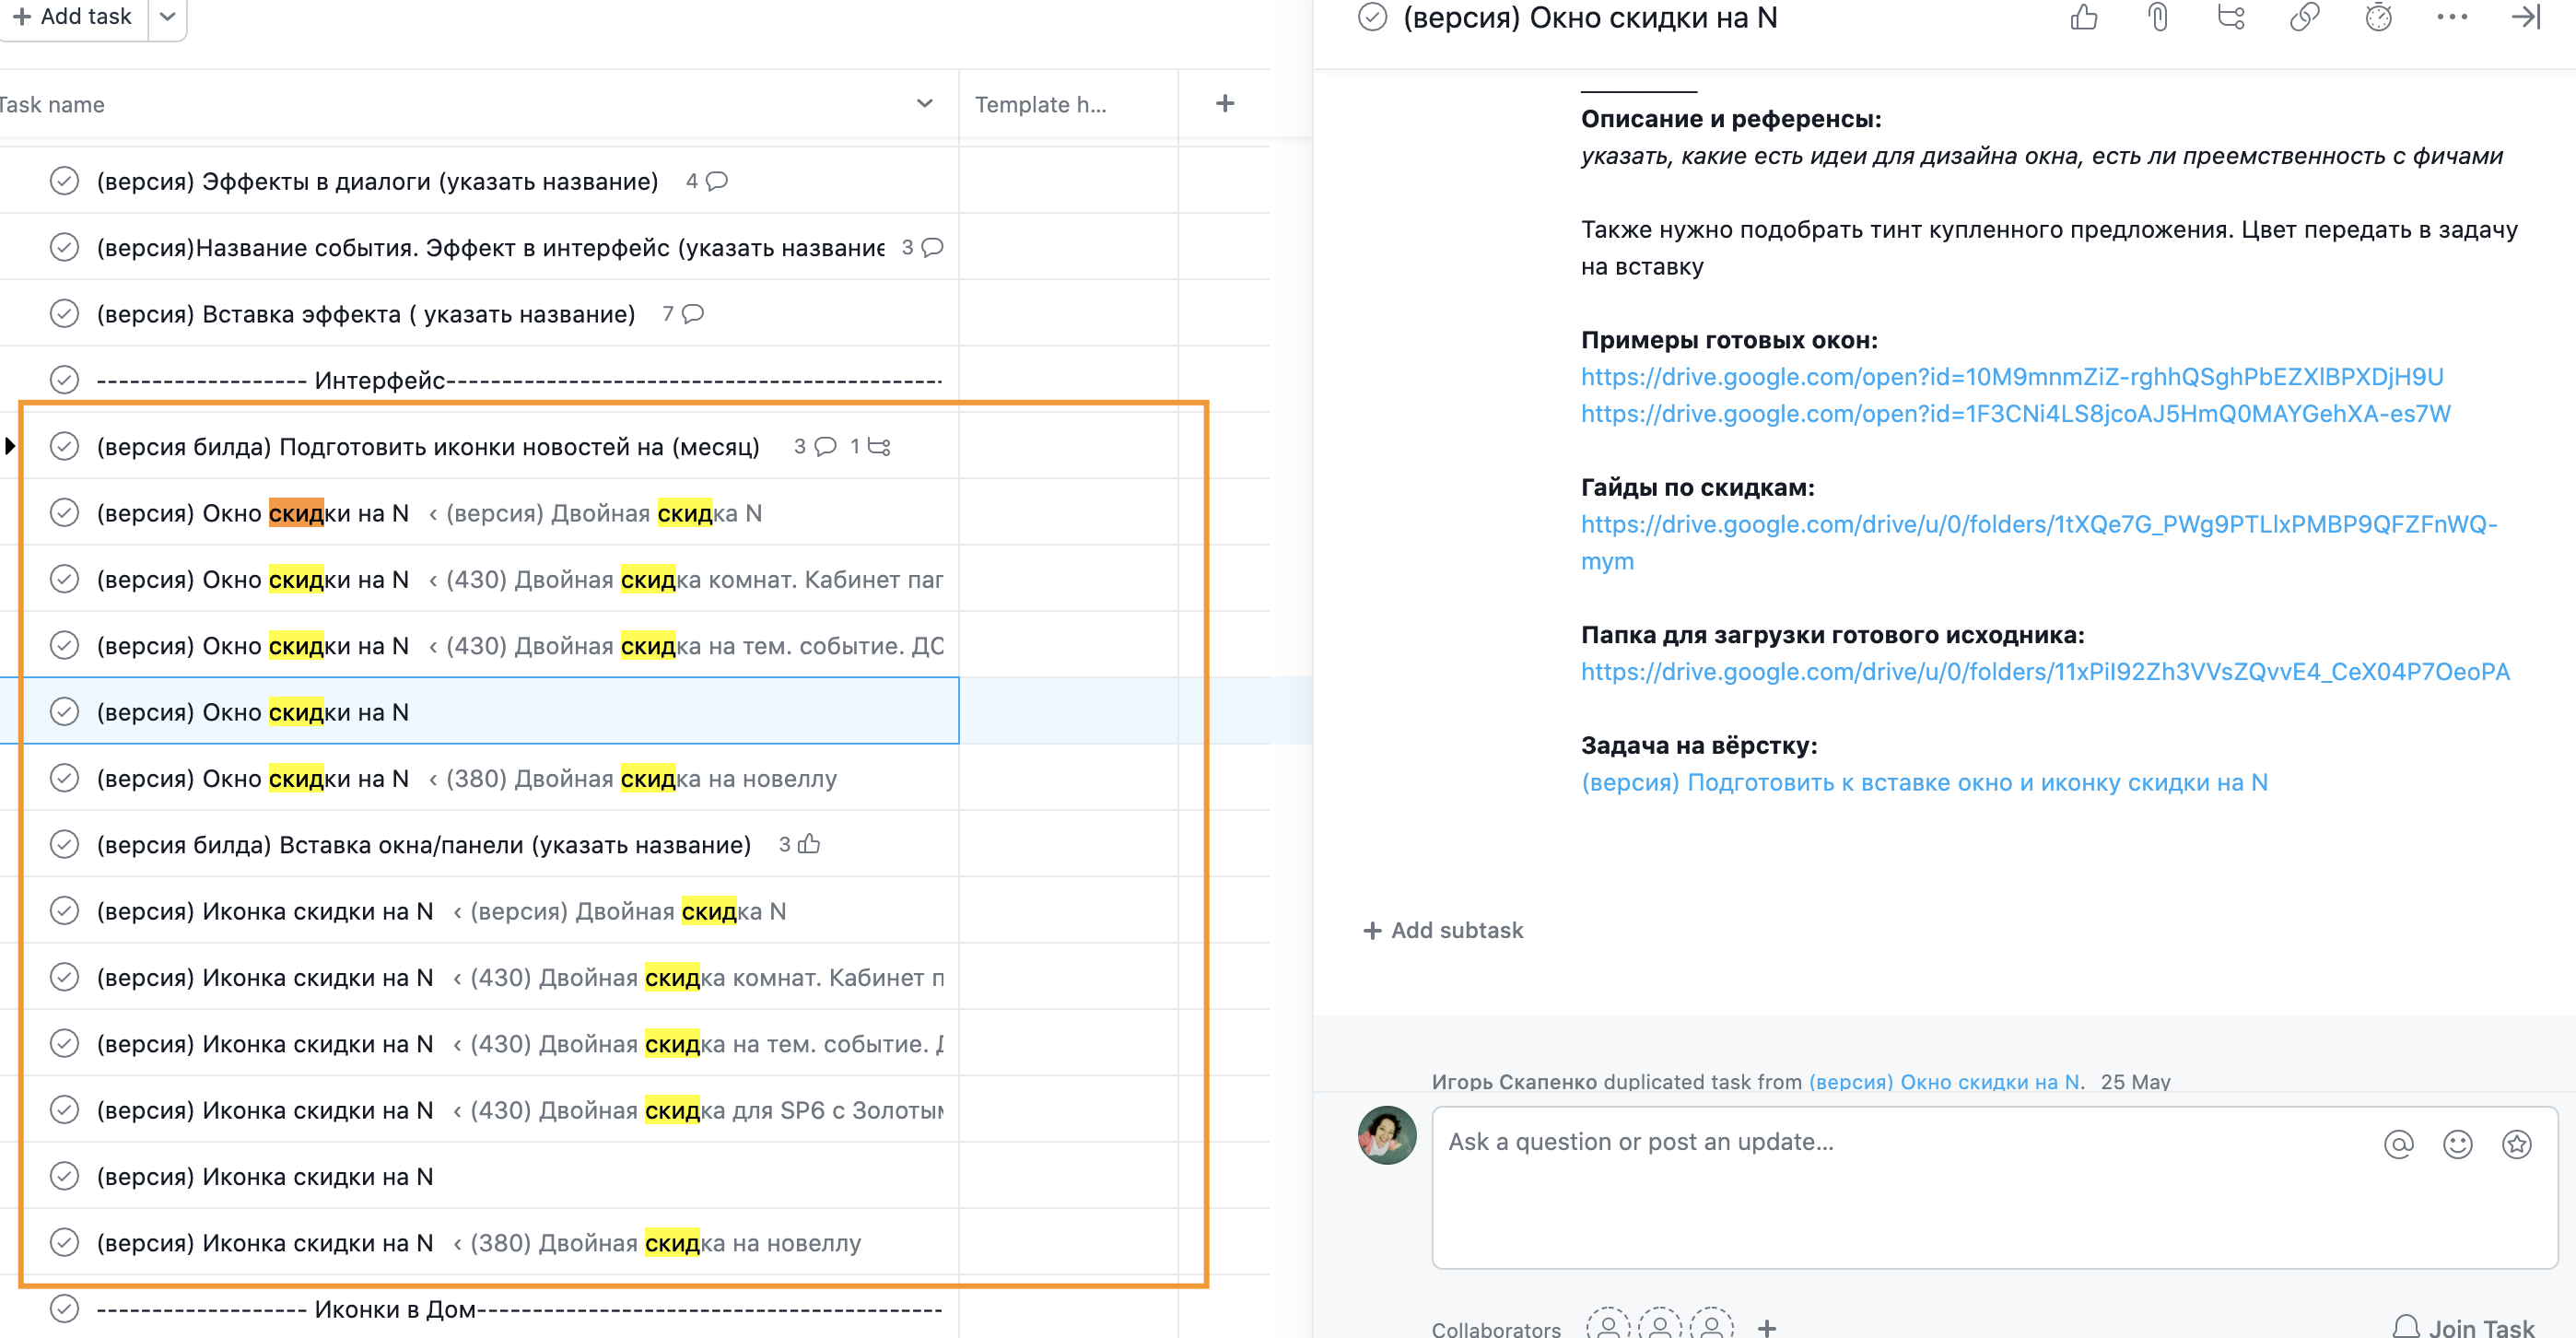 Add task
Task name
Template h...
(версия) Эффекты в диалоги (указать название) 4
(версия)Название события. Эффект в интерфейс (указать название 3
(версия) Вставка эффекта ( указать название) 7
------------------- Интерфейс---------------------------------------------
(версия билда) Подготовить иконки новостей на (месяц) 3 1
(версия) Окно скидки на N ‹ (версия) Двойная скидка N
(версия) Окно скидки на N ‹ (430) Двойная скидка комнат. Кабинет паг
(версия) Окно скидки на N ‹ (430) Двойная скидка на тем. событие. ДС
(версия) Окно скидки на N
(версия) Окно скидки на N ‹ (380) Двойная скидка на новеллу
(версия билда) Вставка окна/панели (указать название) 3
(версия) Иконка скидки на N ‹ (версия) Двойная скидка N
(версия) Иконка скидки на N ‹ (430) Двойная скидка комнат. Кабинет п
(версия) Иконка скидки на N ‹ (430) Двойная скидка на тем. событие.
(версия) Иконка скидки на N ‹ (430) Двойная скидка для SP6 с Золотым
(версия) Иконка скидки на N
(версия) Иконка скидки на N ‹ (380) Двойная скидка на новеллу
------------------- Иконки в Дом------------------------------------------
(версия) Окно скидки на N
Описание и референсы:
указать, какие есть идеи для дизайна окна, есть ли преемственность с фичами
Также нужно подобрать тинт купленного предложения. Цвет передать в задачу
на вставку
Примеры готовых окон:
https://drive.google.com/open?id=10M9mnmZiZ-rghhQSghPbEZXlBPXDjH9U
https://drive.google.com/open?id=1F3CNi4LS8jcoAJ5HmQ0MAYGehXA-es7W
Гайды по скидкам:
https://drive.google.com/drive/u/0/folders/1tXQe7G_PWg9PTLlxPMBP9QFZFnWQ-
mym
Папка для загрузки готового исходника:
https://drive.google.com/drive/u/0/folders/11xPiI92Zh3VVsZQvvE4_CeX04P7OeoPA
Задача на вёрстку:
(версия) Подготовить к вставке окно и иконку скидки на N
Add subtask
Игорь Скапенко duplicated task from (версия) Окно скидки на N. 25 May
Ask a question or post an update...
Collaborators
Join Task